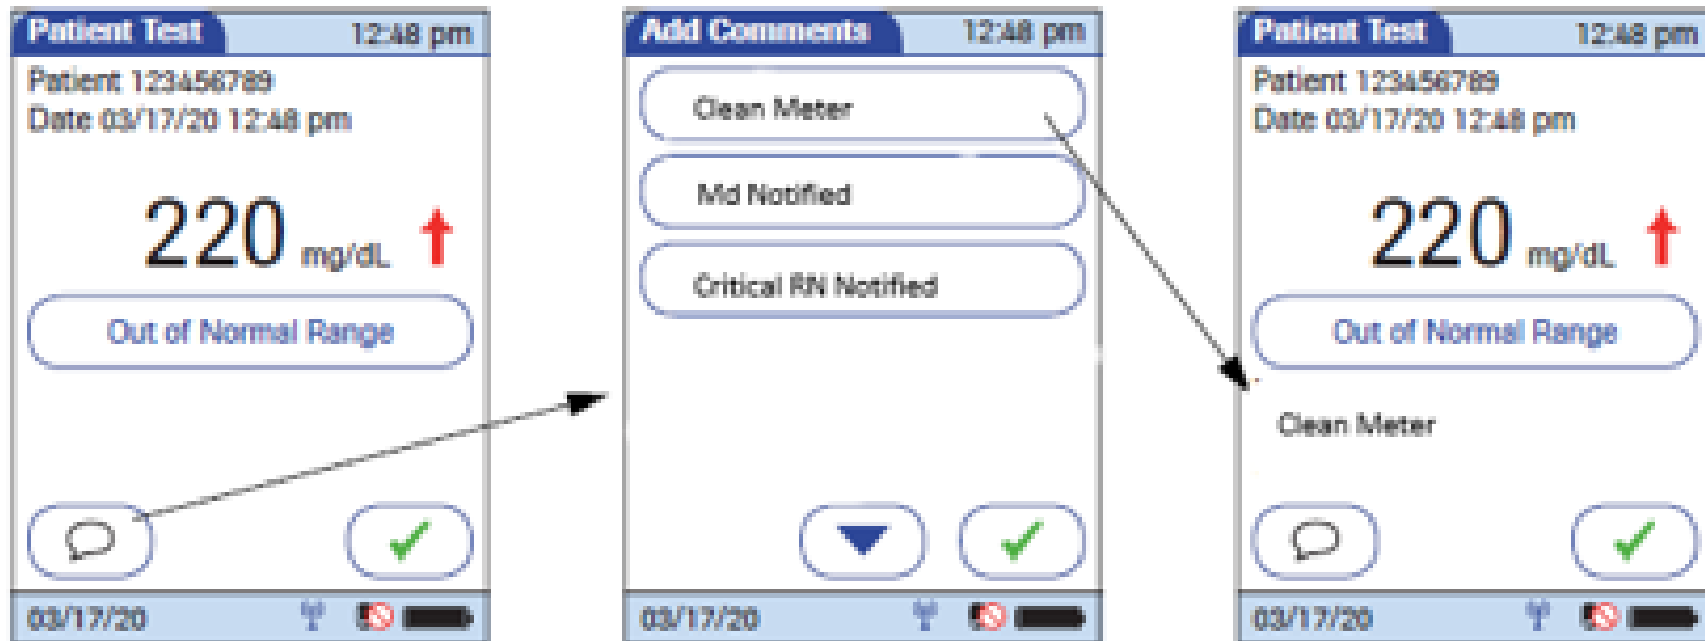 Patient Test 12:48 pm
Patient 123456789
Date 03/17/20 12:48 pm
220 mg/dL
Out of Normal Range
03/17/20
Add Comments 12:48 pm
Clean Meter
Md Notified
Critical RN Notified
03/17/20
Patient Test 12:48 pm
Patient 123456789
Date 03/17/20 12:48 pm
220 mg/dL
Out of Normal Range
Clean Meter
03/17/20